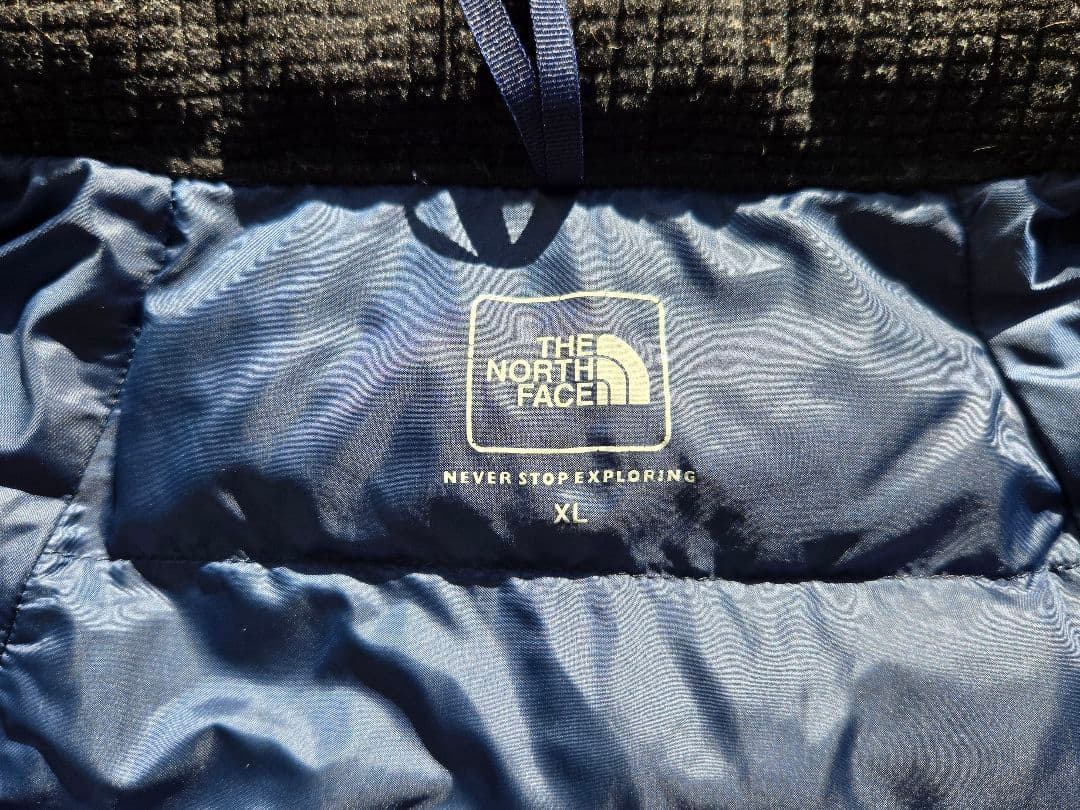 THE
NORTH
FACE
NEVER STOP EXPLORING
XL